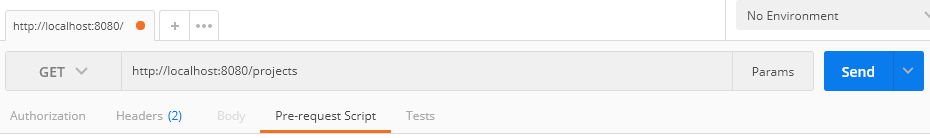 http://localhost:8080/
No Environment
GET http://localhost:8080/projects Params Send
Authorization Headers (2) Body Pre-request Script Tests